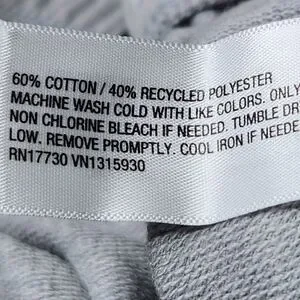 60% COTTON / 40% RECYCLED POLYESTER
MACHINE WASH COLD WITH LIKE COLORS. ONLY
NON CHLORINE BLEACH IF NEEDED. TUMBLE DR
LOW. REMOVE PROMPTLY. COOL IRON IF NEEDE
RN17730 VN1315930